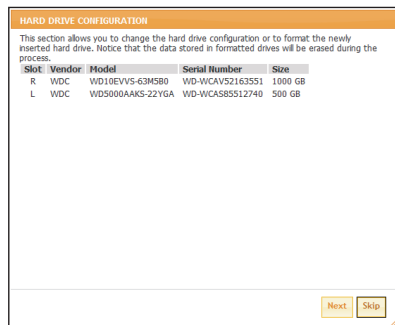 HARD DRIVE CONFIGURATION
This section allows you to change the hard drive configuration or to format the newly
inserted hard drive. Notice that the data stored in formatted drives will be erased during the
process.
Slot Vendor Model Serial Number Size
R WDC WD10EVVS-63M5B0 WD-WCAV52163551 1000 GB
L WDC WD5000AAKS-22YGA WD-WCAS85512740 500 GB
Next Skip